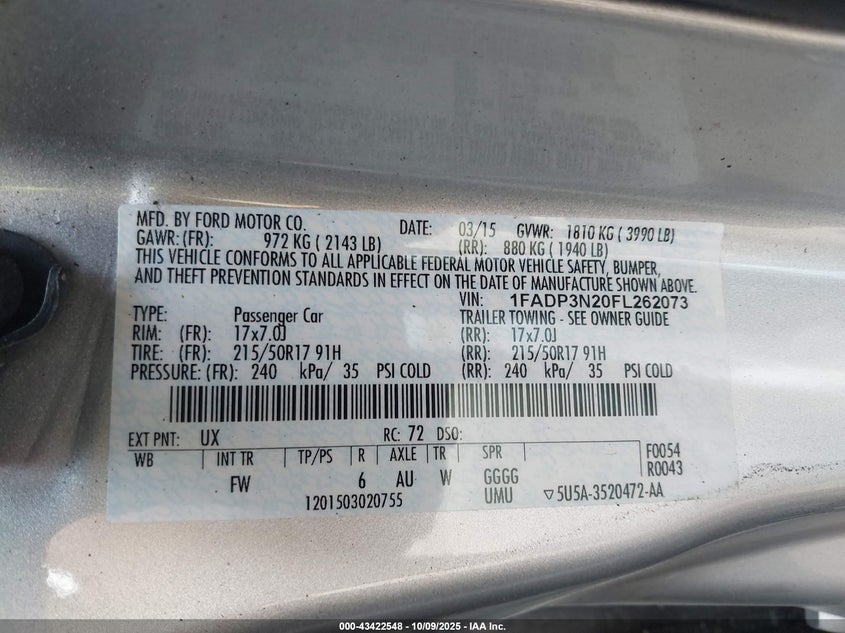 MFD. BY FORD MOTOR CO. DATE: 03/15 GVWR: 1810 KG ( 3990 LB)
GAWR:(FR): 972 KG ( 2143 LB) (RR): 880 KG ( 1940 LB)
THIS VEHICLE CONFORMS TO ALL APPLICABLE FEDERAL MOTOR VEHICLE SAFETY, BUMPER,
AND THEFT PREVENTION STANDARDS IN EFFECT ON THE DATE OF MANUFACTURE SHOWN ABOVE.
VIN: 1FADP3N20FL262073
TYPE: Passenger Car TRAILER TOWING - SEE OWNER GUIDE
RIM: (FR): 17x7.0J (RR): 17x7.0J
TIRE: (FR): 215/50R17 91H (RR): 215/50R17 91H
PRESSURE: (FR): 240 kPa/ 35 PSI COLD (RR): 240 kPa/ 35 PSI COLD
EXT PNT: UX RC: 72 DSO:
WB INT TR TP/PS R AXLE TR SPR F0054
R0043
FW 6 AU W GGGG
UMU
1201503020755 ▽5U5A-3520472-AA
000-43422548 - 10/09/2025 - IAA Inc.